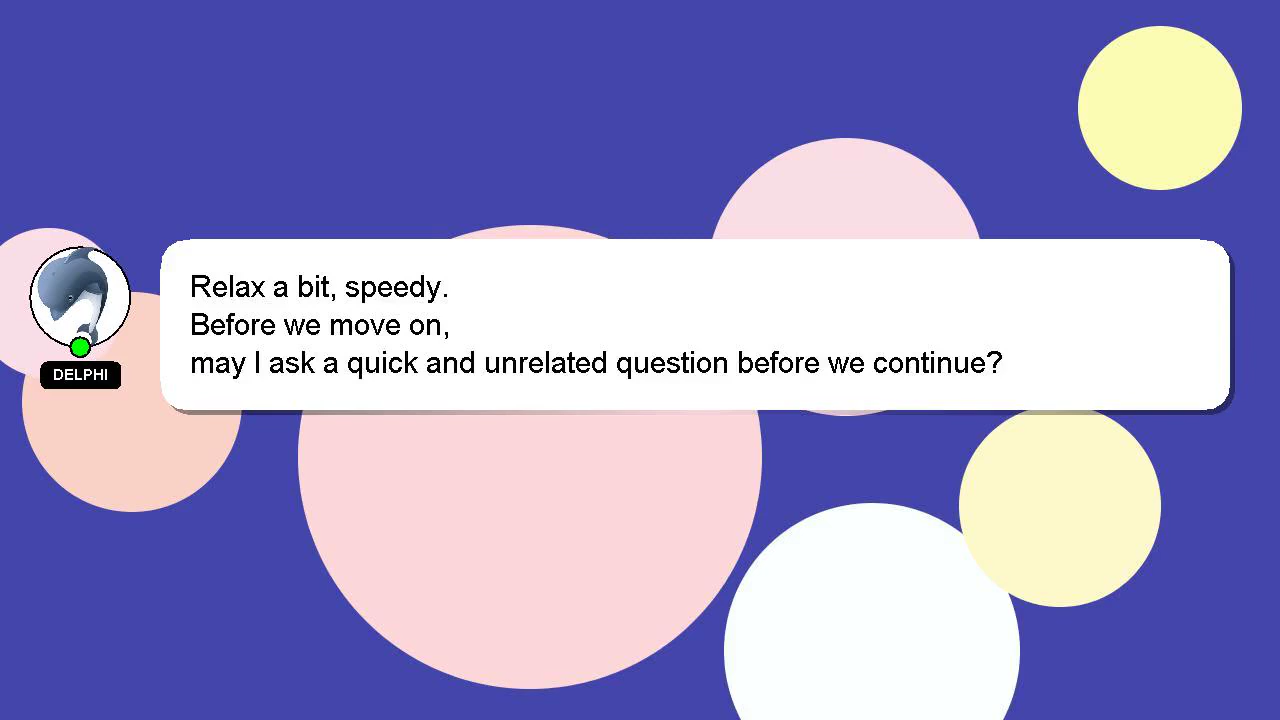 Relax a bit, speedy.
Before we move on,
may I ask a quick and unrelated question before we continue?
DELPHI